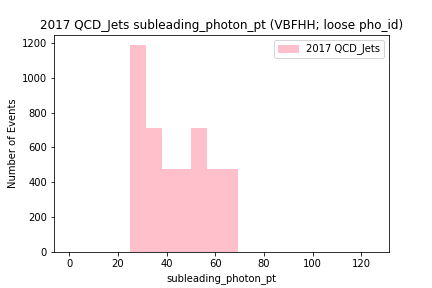 2017 QCD_Jets subleading_photon_pt (VBFHH; loose pho_id)
2017 QCD_Jets
Number of Events
1200
1000
800
600
400
200
0
0 20 40 60 80 100 120
subleading_photon_pt